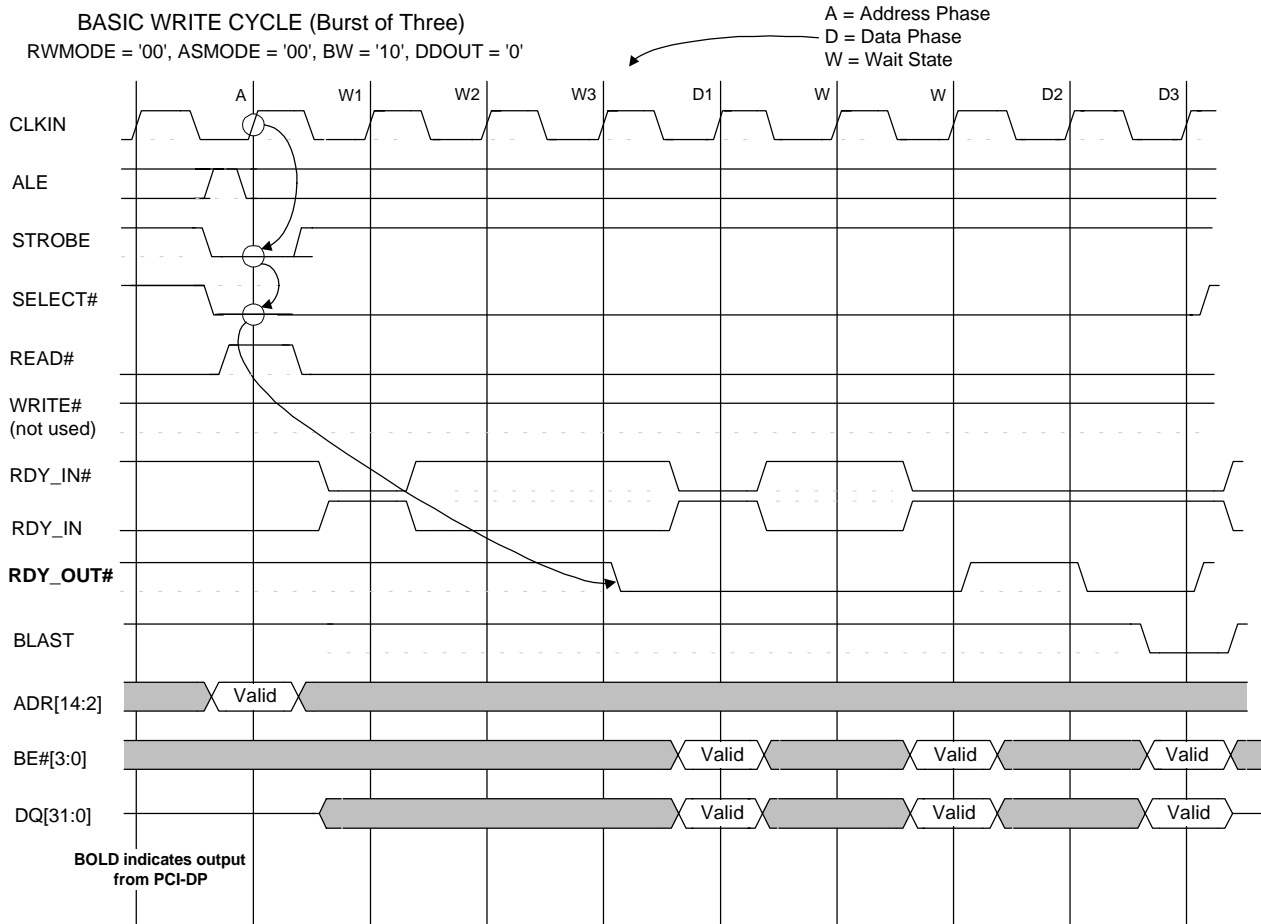 BASIC WRITE CYCLE (Burst of Three)
RWMODE = '00', ASMODE = '00', BW = '10', DDOUT = '0'
A = Address Phase
D = Data Phase
W = Wait State
A W1 W2 W3 D1 W W D2 D3
CLKIN
ALE
STROBE
SELECT#
READ#
WRITE#
(not used)
RDY_IN#
RDY_IN
RDY_OUT#
BLAST
ADR[14:2] Valid
BE#[3:0] Valid Valid Valid
DQ[31:0] Valid Valid Valid
BOLD indicates output
from PCI-DP